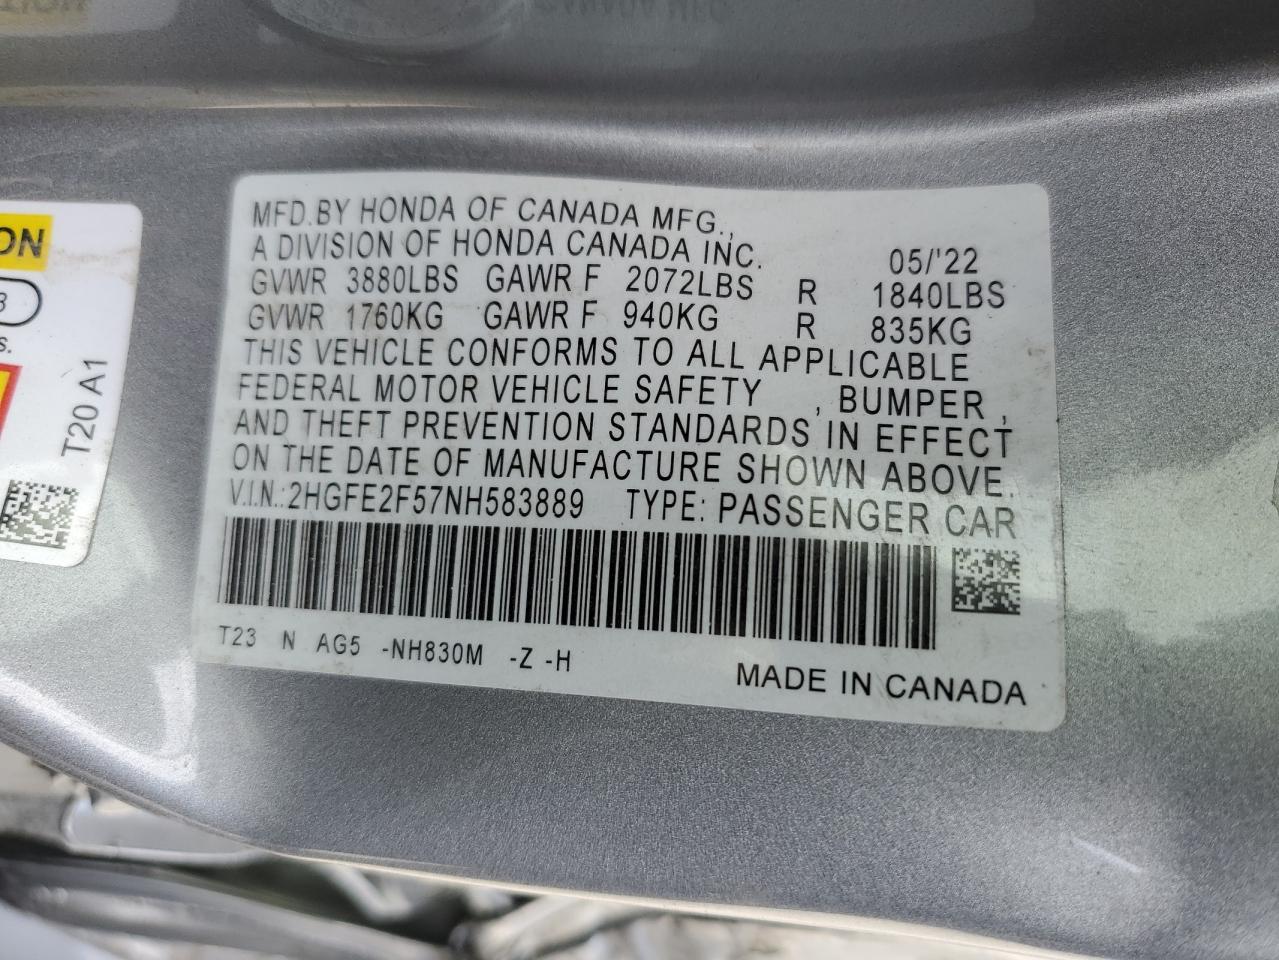 MFD.BY HONDA OF CANADA MFG.,
A DIVISION OF HONDA CANADA INC. 05/'22
GVWR 3880LBS GAWR F 2072LBS R 1840LBS
GVWR 1760KG GAWR F 940KG R 835KG
THIS VEHICLE CONFORMS TO ALL APPLICABLE
FEDERAL MOTOR VEHICLE SAFETY , BUMPER ,
AND THEFT PREVENTION STANDARDS IN EFFECT
ON THE DATE OF MANUFACTURE SHOWN ABOVE.
V.I.N.:2HGFE2F57NH583889 TYPE: PASSENGER CAR
T23 N AG5 -NH830M -Z -H
MADE IN CANADA
ON
3
S.
T20 A1